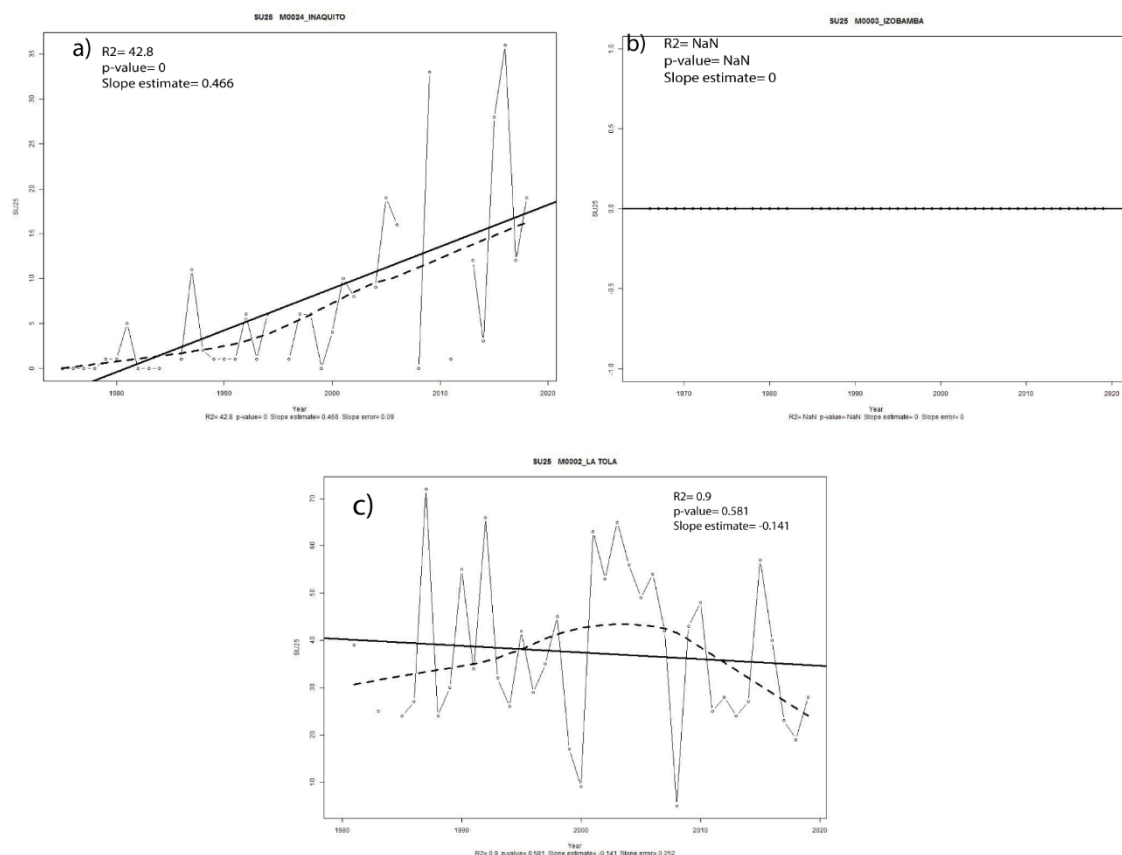 SU25 M0024_INAQUITO
a)
R2= 42.8
p-value= 0
Slope estimate= 0.466
35
30
25
20
15
10
5
0
SU25
1980 1990 2000 2010 2020
Year
R2= 42.8 p-value= 0 Slope estimate= 0.466 Slope error= 0.09
SU25 M0003_IZOBAMBA
b)
R2= NaN
p-value= NaN
Slope estimate= 0
1.0
0.5
0.0
-0.5
-1.0
SU25
1970 1980 1990 2000 2010 2020
Year
R2= NaN p-value= NaN Slope estimate= 0 Slope error= 0
SU25 M0002_LA TOLA
c)
R2= 0.9
p-value= 0.581
Slope estimate= -0.141
70
60
50
40
30
20
10
SU25
1980 1990 2000 2010 2020
Year
R2= 0.9 p-value= 0.581 Slope estimate= -0.141 Slope error= 0.252